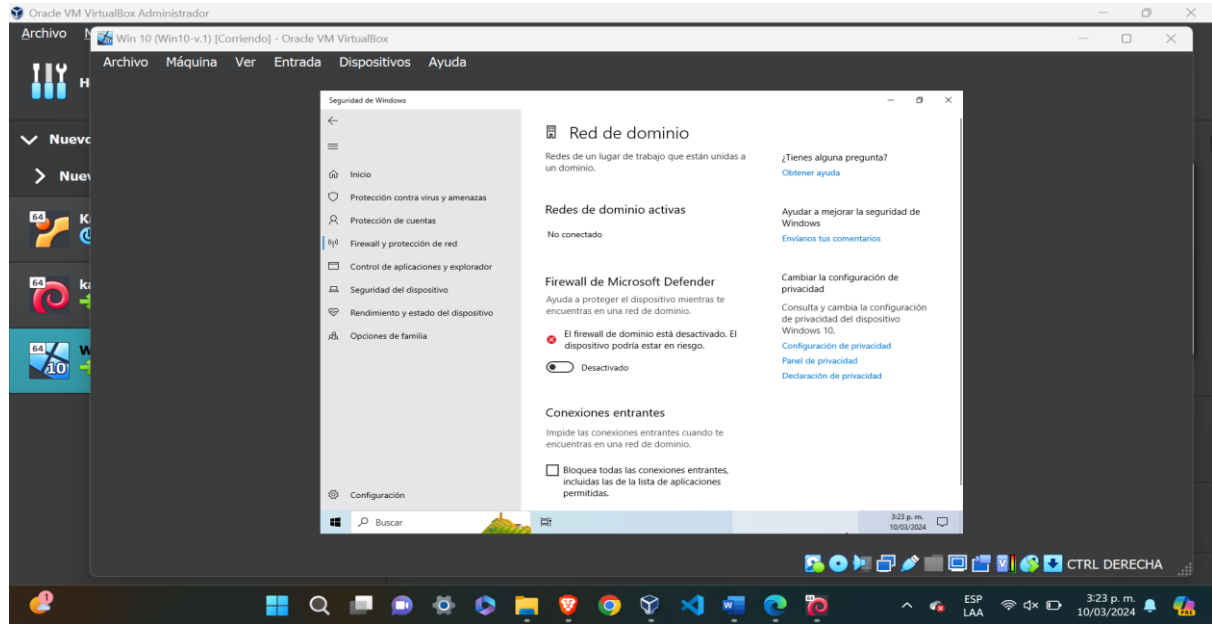 Oracle VM VirtualBox Administrador
Archivo
Win 10 (Win10-v.1) [Corriendo] - Oracle VM VirtualBox
Archivo Máquina Ver Entrada Dispositivos Ayuda
Seguridad de Windows
Inicio
Protección contra virus y amenazas
Protección de cuentas
Firewall y protección de red
Control de aplicaciones y explorador
Seguridad del dispositivo
Rendimiento y estado del dispositivo
Opciones de familia
Configuración
Red de dominio
Redes de un lugar de trabajo que están unidas a
un dominio.
Redes de dominio activas
No conectado
Firewall de Microsoft Defender
Ayuda a proteger el dispositivo mientras te
encuentras en una red de dominio.
El firewall de dominio está desactivado. El
dispositivo podría estar en riesgo.
Desactivado
Conexiones entrantes
Impide las conexiones entrantes cuando te
encuentras en una red de dominio.
Bloquea todas las conexiones entrantes,
incluidas las de la lista de aplicaciones
permitidas.
¿Tienes alguna pregunta?
Obtener ayuda
Ayudar a mejorar la seguridad de
Windows
Envíanos tus comentarios
Cambiar la configuración de
privacidad
Consulta y cambia la configuración
de privacidad del dispositivo
Windows 10.
Configuración de privacidad
Panel de privacidad
Declaración de privacidad
Buscar
3:23 p. m.
10/03/2024
64
64
64
10
CTRL DERECHA
1
ESP
LAA
3:23 p. m.
10/03/2024
PRE